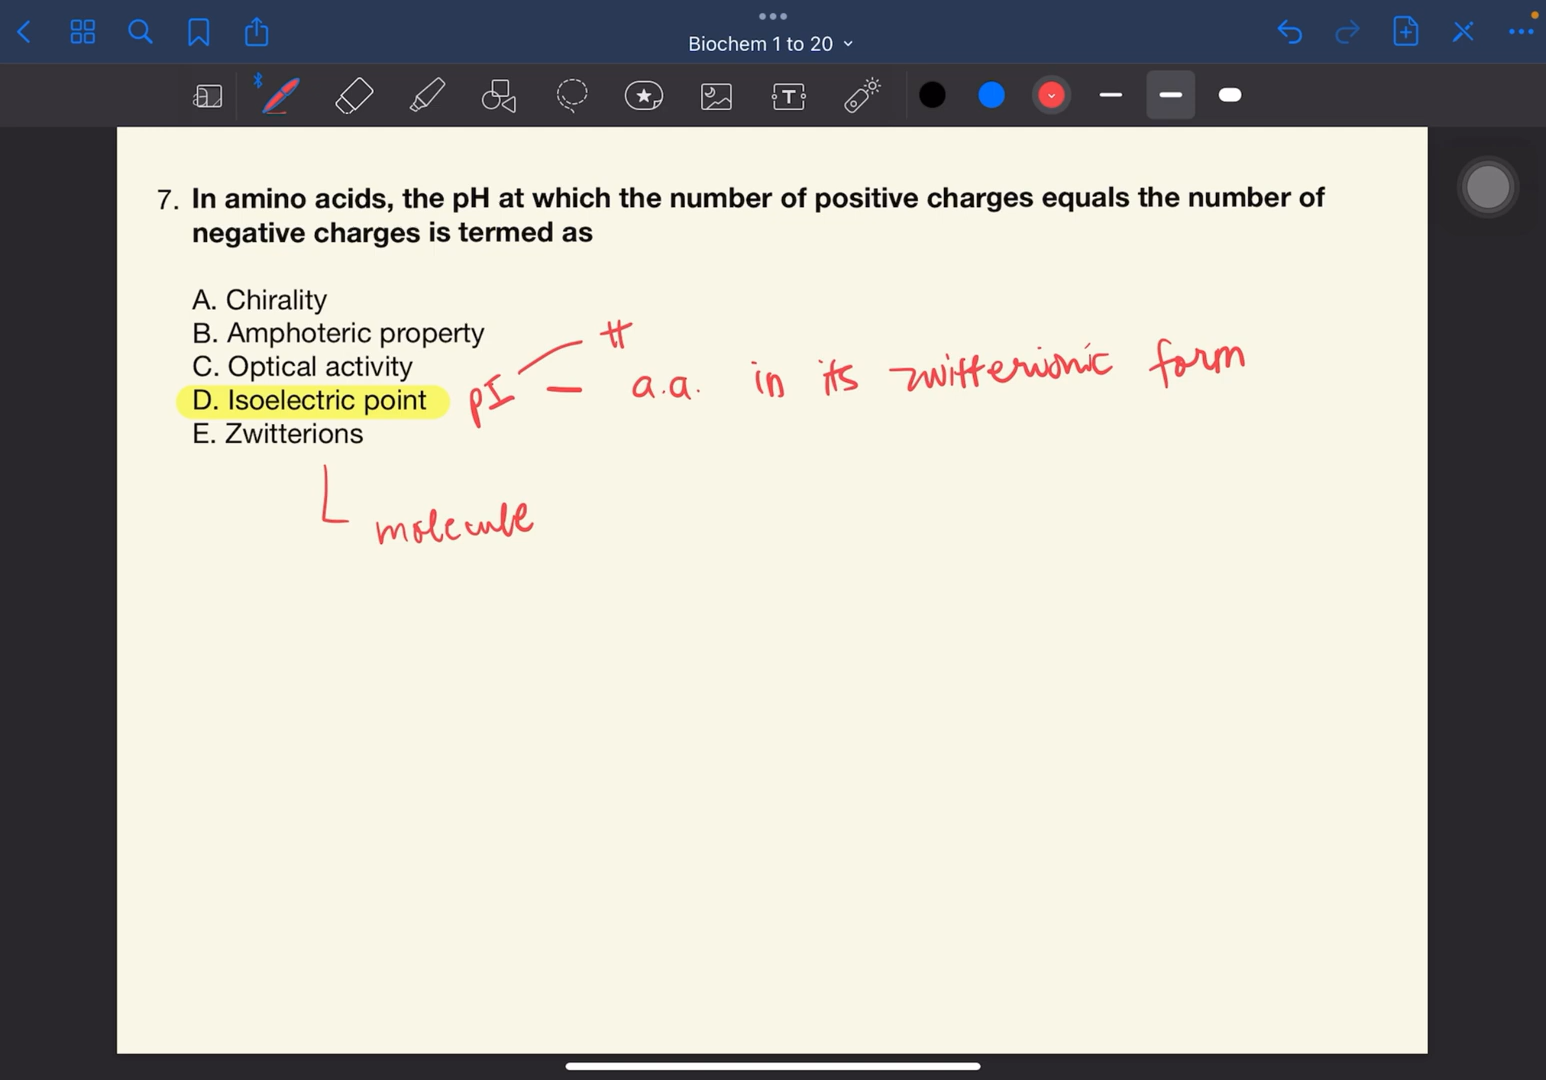 Biochem 1 to 20
T
7. In amino acids, the pH at which the number of positive charges equals the number of
negative charges is termed as
A. Chirality
B. Amphoteric property
C. Optical activity
#
D. Isoelectric point pI — a.a. in its zwitterionic form
E. Zwitterions
molecule